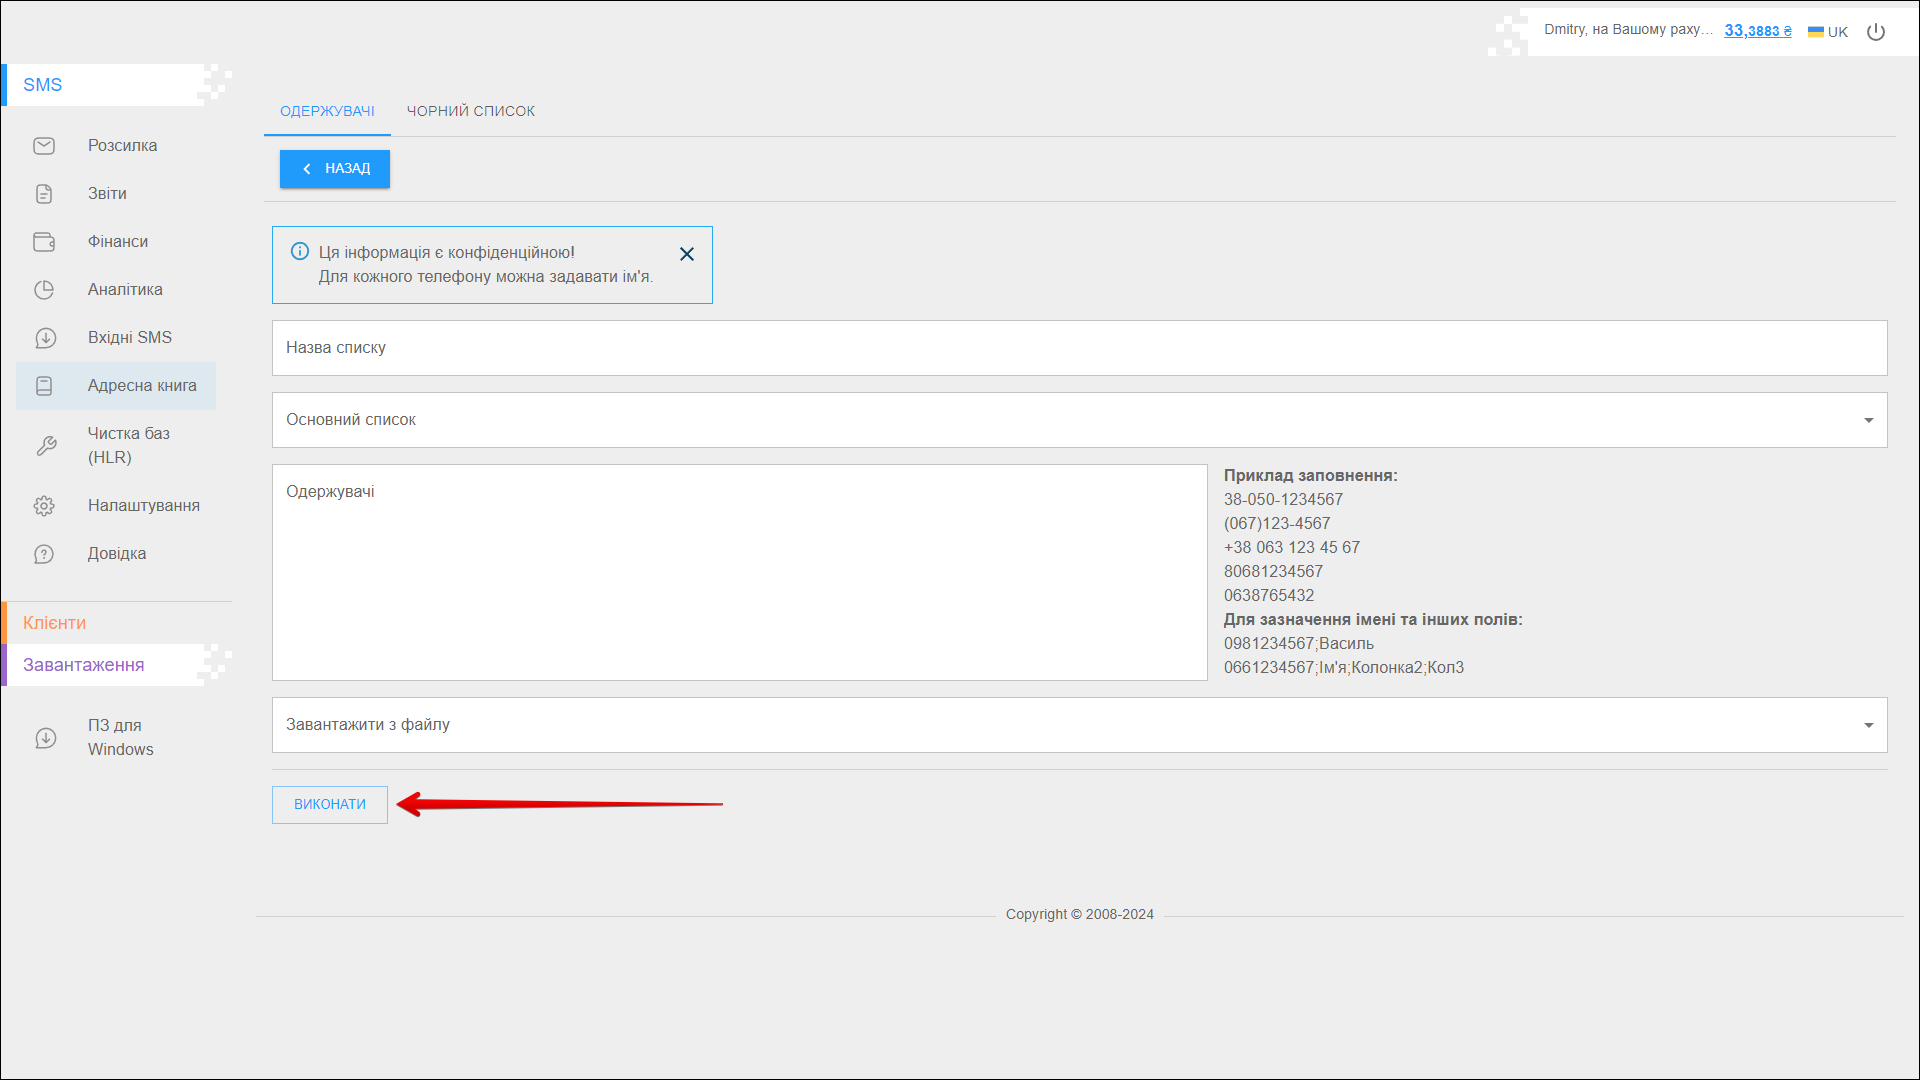 Dmitry, на Вашому раху... 33,3883 ₴ UK
SMS
ОДЕРЖУВАЧІ ЧОРНИЙ СПИСОК
Розсилка
НАЗАД
Звіти
Фінанси
Ця інформація є конфіденційною!
Для кожного телефону можна задавати ім'я.
Аналітика
Вхідні SMS
Назва списку
Адресна книга
Основний список
Чистка баз
(HLR)
Налаштування
Довідка
Одержувачі
Приклад заповнення:
38-050-1234567
(067)123-4567
+38 063 123 45 67
80681234567
0638765432
Для зазначення імені та інших полів:
0981234567;Василь
0661234567;Ім'я;Колонка2;Кол3
Клієнти
Завантаження
ПЗ для
Windows
Завантажити з файлу
ВИКОНАТИ
Copyright © 2008-2024